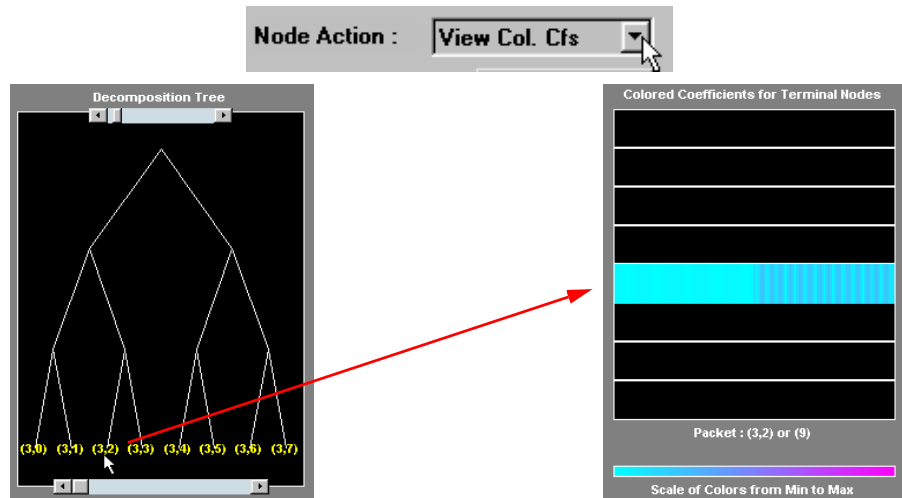 Node Action : View Col. Cfs
Decomposition Tree
(3,0) (3,1) (3,2) (3,3) (3,4) (3,5) (3,6) (3,7)
Colored Coefficients for Terminal Nodes
Packet : (3,2) or (9)
Scale of Colors from Min to Max